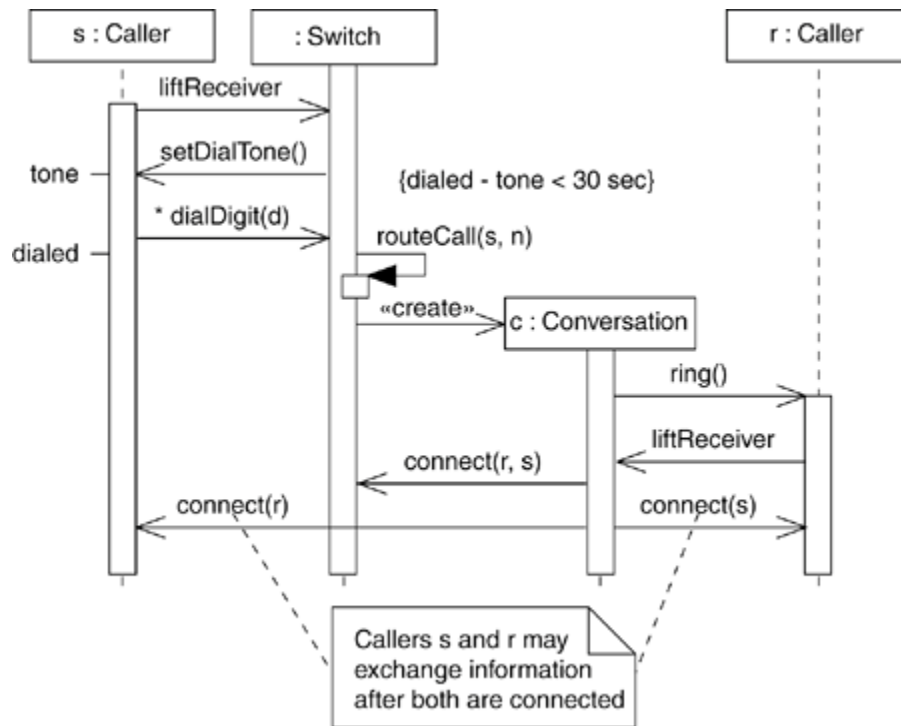 s : Caller
: Switch
r : Caller
liftReceiver
setDialTone()
tone
{dialed - tone < 30 sec}
* dialDigit(d)
routeCall(s, n)
dialed
«create»
c : Conversation
ring()
liftReceiver
connect(r, s)
connect(r)
connect(s)
Callers s and r may
exchange information
after both are connected